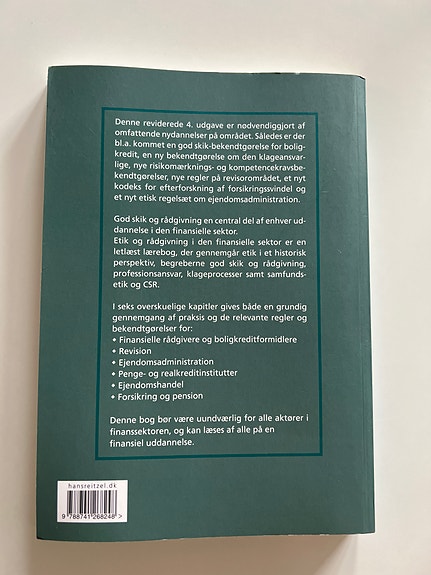 Denne reviderede 4. udgave er nødvendiggjort af
omfattende nydannelser på området. Således er der
bl.a. kommet en god skik-bekendtgørelse for bolig-
kredit, en ny bekendtgørelse om den klageansvar-
lige, nye risikomærknings- og kompetencekravsbe-
kendtgørelser, nye regler på revisorområdet, et nyt
kodeks for efterforskning af forsikringssvindel og
et nyt etisk regelsæt om ejendomsadministration.
God skik og rådgivning en central del af enhver ud-
dannelse i den finansielle sektor.
Etik og rådgivning i den finansielle sektor er en
letlæst lærebog, der gennemgår etik i et historisk
perspektiv, begreberne god skik og rådgivning,
professionsansvar, klageprocesser samt samfunds-
etik og CSR.
I seks overskuelige kapitler gives både en grundig
gennemgang af praksis og de relevante regler og
bekendtgørelser for:
• Finansielle rådgivere og boligkreditformidlere
• Revision
• Ejendomsadministration
• Penge- og realkreditinstitutter
• Ejendomshandel
• Forsikring og pension
Denne bog bør være uundværlig for alle aktører i
finanssektoren, og kan læses af alle på en
finansiel uddannelse.
hansreitzel.dk
9 788741 268248 >